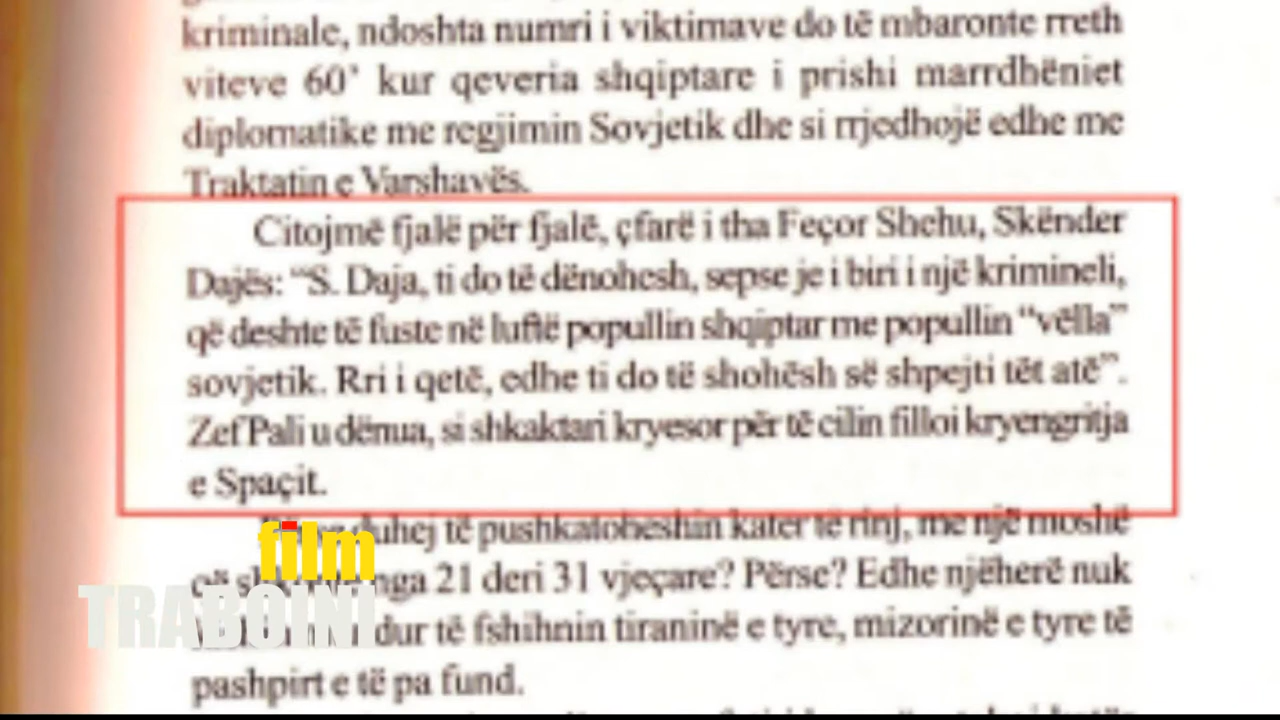 kriminale, ndoshta numri i viktimave do të mbaronte rreth
viteve 60’ kur qeveria shqiptare i prishi marrdhëniet
diplomatike me regjimin Sovjetik dhe si rrjedhojë edhe me
Traktatin e Varshavës.
Citojmë fjalë për fjalë, çfarë i tha Feçor Shehu, Skënder
Dajës: “S. Daja, ti do të dënohesh, sepse je i biri i një krimineli,
që deshte të fuste në luftë popullin shqiptar me popullin “vëlla”
sovjetik. Rri i qetë, edhe ti do të shohësh së shpejti tët atë”.
Zef Pali u dënua, si shkaktari kryesor për të cilin filloi kryengritja
e Spaçit.
duhej të pushkatoheshin kater të rinj, me një moshë
nga 21 deri 31 vjeçare? Përse? Edhe njëherë nuk
dur të fshihnin tiraninë e tyre, mizorinë e tyre të
pashpirt e të pa fund.
film
TRABOINI